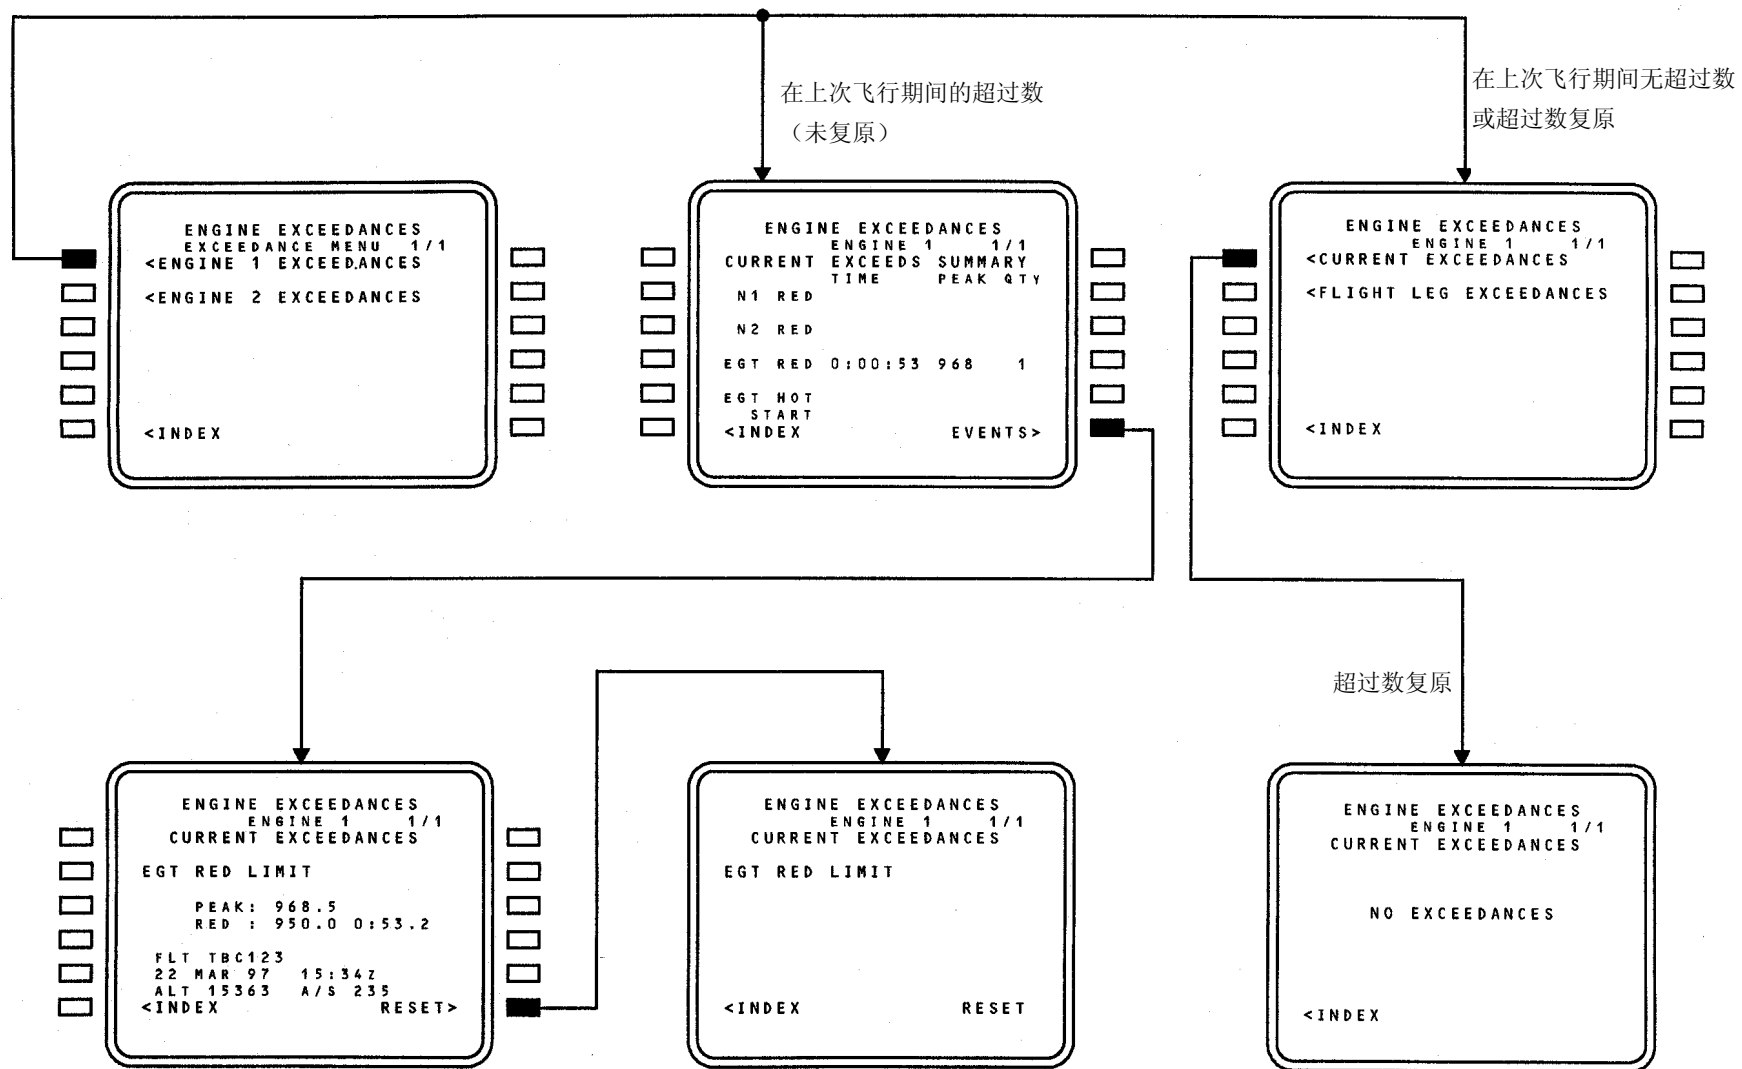 在上次飞行期间的超过数
（未复原）
在上次飞行期间无超过数
或超过数复原
ENGINE EXCEEDANCES
EXCEEDANCE MENU 1/1
<ENGINE 1 EXCEEDANCES
<ENGINE 2 EXCEEDANCES
<INDEX
ENGINE EXCEEDANCES
ENGINE 1 1/1
CURRENT EXCEEDS SUMMARY
TIME PEAK QTY
N1 RED
N2 RED
EGT RED 0:00:53 968 1
EGT HOT
START
<INDEX EVENTS>
ENGINE EXCEEDANCES
ENGINE 1 1/1
<CURRENT EXCEEDANCES
<FLIGHT LEG EXCEEDANCES
<INDEX
超过数复原
ENGINE EXCEEDANCES
ENGINE 1 1/1
CURRENT EXCEEDANCES
EGT RED LIMIT
PEAK: 968.5
RED : 950.0 0:53.2
FLT TBC123
22 MAR 97 15:34Z
ALT 15363 A/S 235
<INDEX RESET>
ENGINE EXCEEDANCES
ENGINE 1 1/1
CURRENT EXCEEDANCES
EGT RED LIMIT
<INDEX RESET
ENGINE EXCEEDANCES
ENGINE 1 1/1
CURRENT EXCEEDANCES
NO EXCEEDANCES
<INDEX